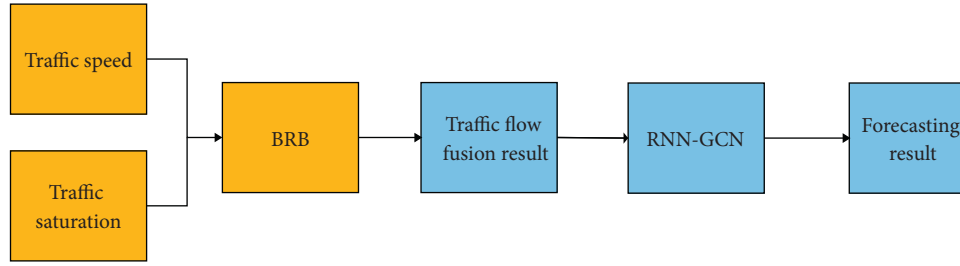 Traffic speed
Traffic
saturation
BRB
Traffic flow
fusion result
RNN-GCN
Forecasting
result